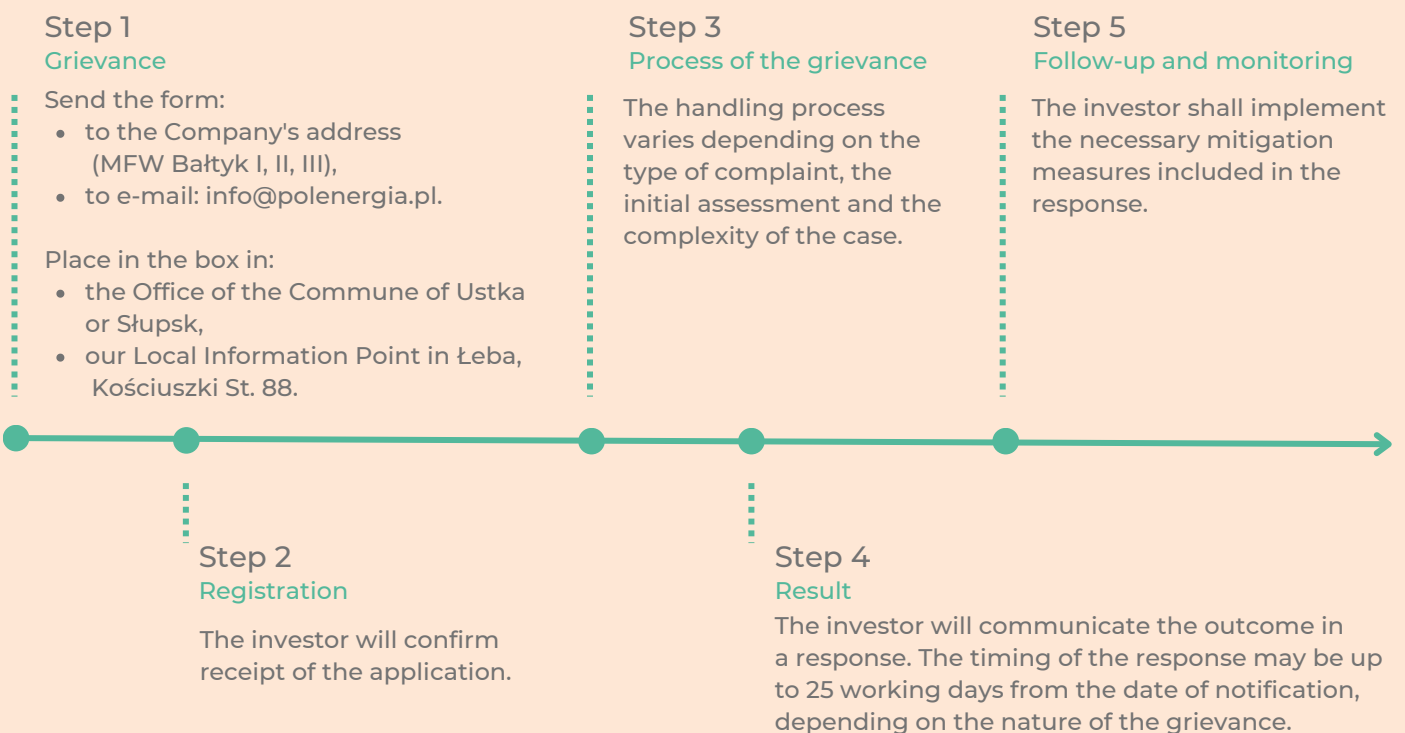 Step 1
Grievance
Send the form:
• to the Company's address
(MFW Bałtyk I, II, III),
• to e-mail: info@polenergia.pl.
Place in the box in:
• the Office of the Commune of Ustka
or Słupsk,
• our Local Information Point in Łeba,
Kościuszki St. 88.
Step 2
Registration
The investor will confirm
receipt of the application.
Step 3
Process of the grievance
The handling process
varies depending on the
type of complaint, the
initial assessment and the
complexity of the case.
Step 4
Result
The investor will communicate the outcome in
a response. The timing of the response may be up
to 25 working days from the date of notification,
depending on the nature of the grievance.
Step 5
Follow-up and monitoring
The investor shall implement
the necessary mitigation
measures included in the
response.